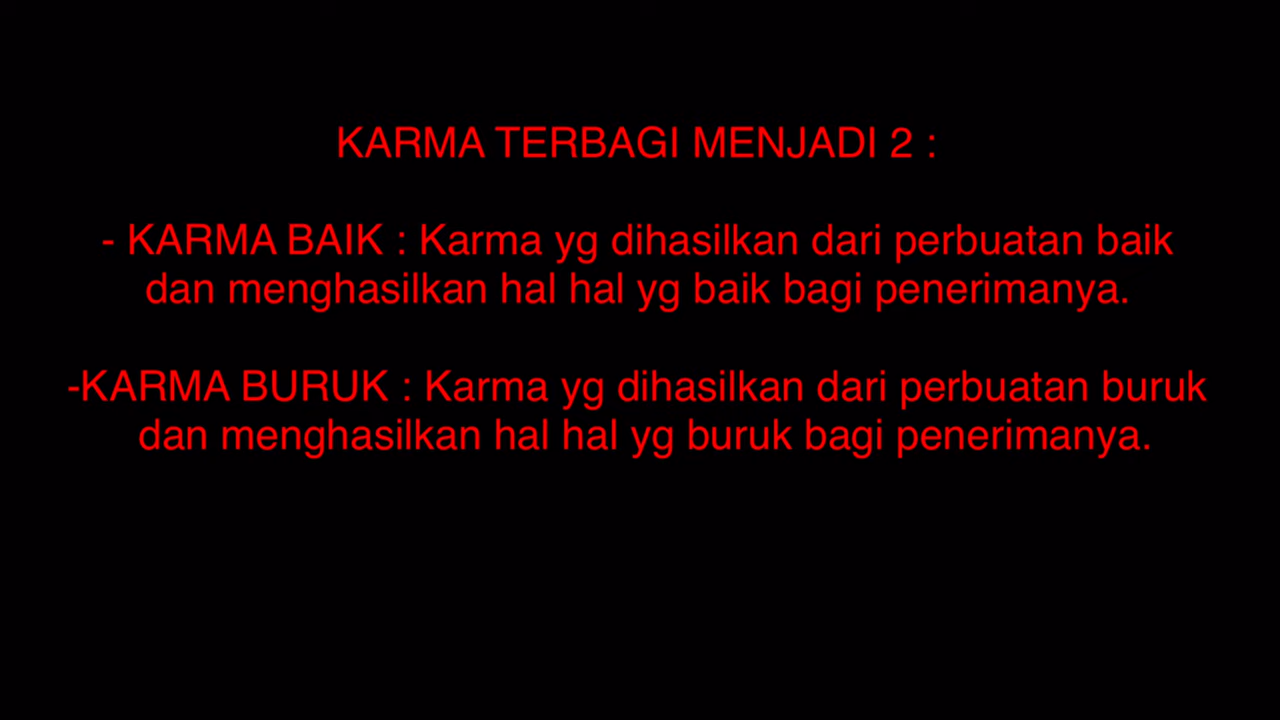 KARMA TERBAGI MENJADI 2 :
- KARMA BAIK : Karma yg dihasilkan dari perbuatan baik
dan menghasilkan hal hal yg baik bagi penerimanya.
-KARMA BURUK : Karma yg dihasilkan dari perbuatan buruk
dan menghasilkan hal hal yg buruk bagi penerimanya.